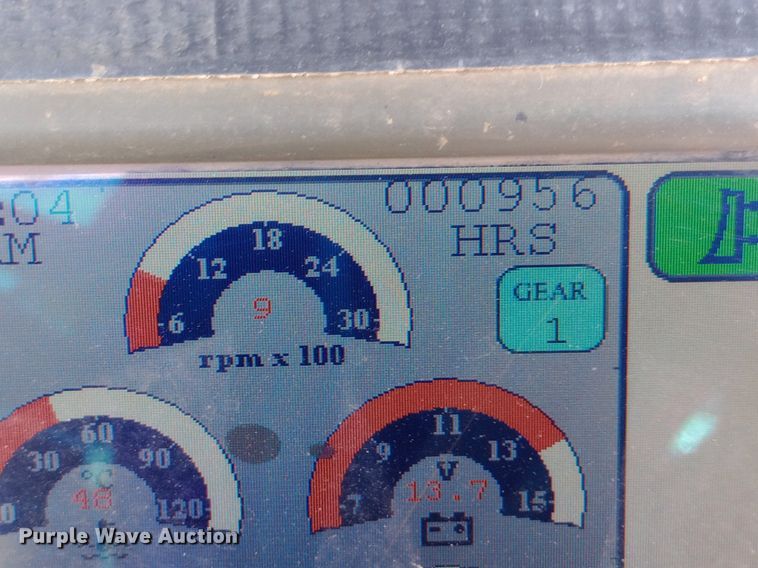 :04
AM
000956
HRS
GEAR
1
6 12 18 24 30
9
rpm x 100
30 60 90 120
°C
48
7 9 11 13 15
V
13.7
Purple Wave Auction